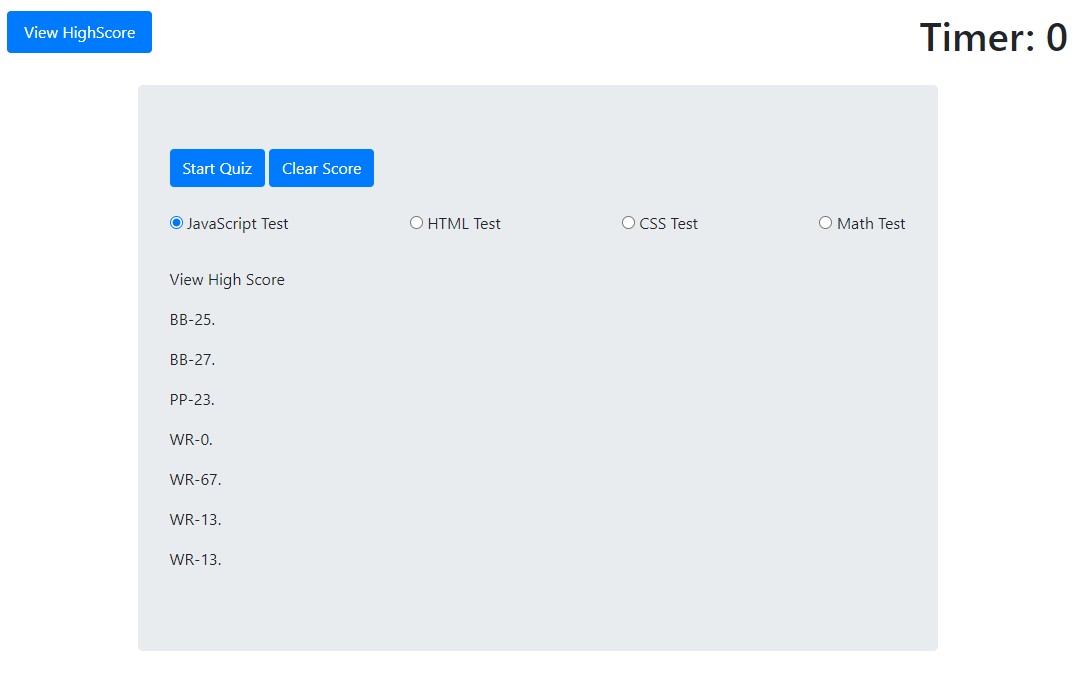 View HighScore
Timer: 0
Start Quiz Clear Score
JavaScript Test HTML Test CSS Test Math Test
View High Score
BB-25.
BB-27.
PP-23.
WR-0.
WR-67.
WR-13.
WR-13.